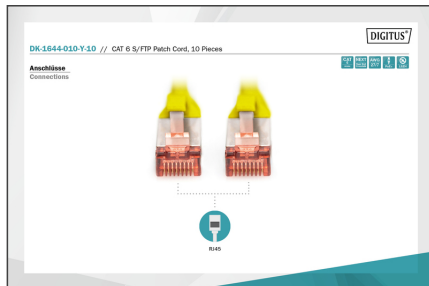 DIGITUS®
DK-1644-010-Y-10 // CAT 6 S/FTP Patch Cord, 10 Pieces
Anschlüsse
Connections
RJ45